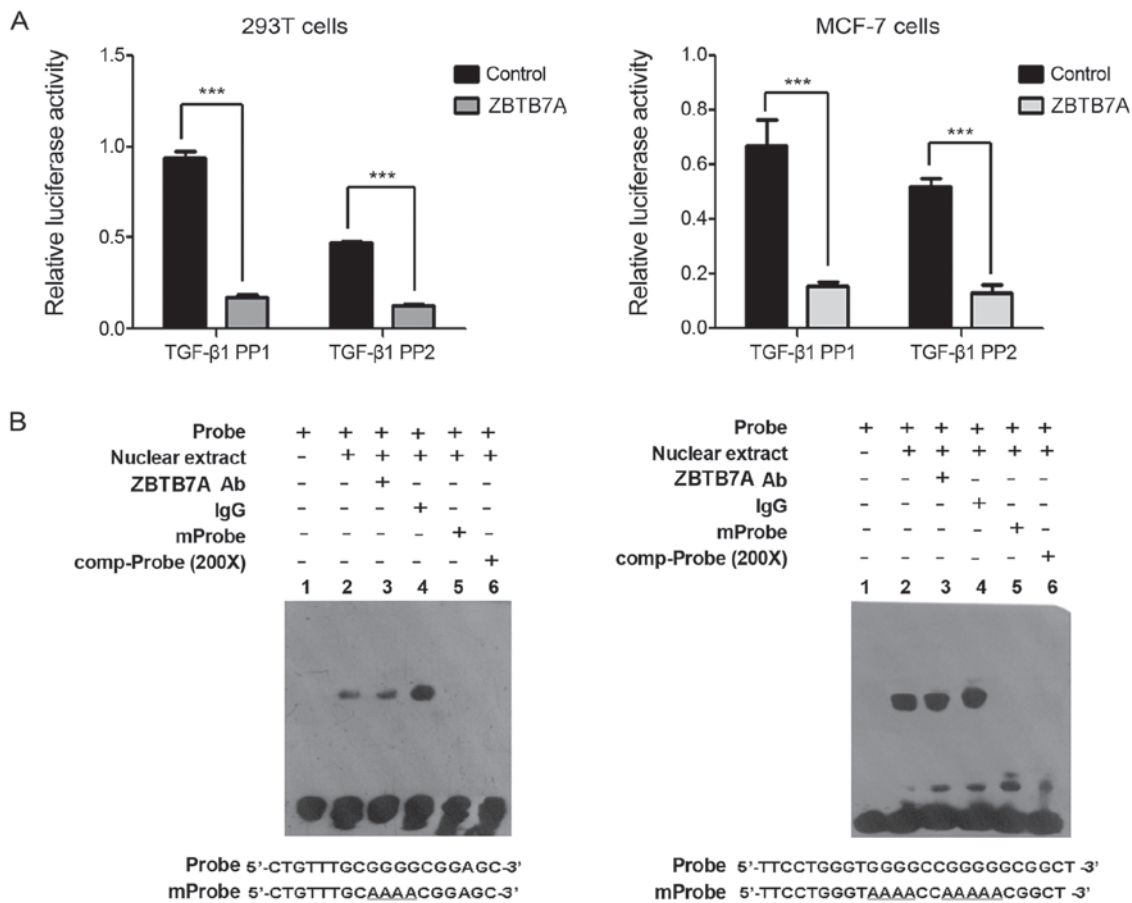 A
293T cells
Relative luciferase activity
1.5
1.0
0.5
0.0
***
***
Control
ZBTB7A
TGF-β1 PP1
TGF-β1 PP2
MCF-7 cells
Relative luciferase activity
0.8
0.6
0.4
0.2
0.0
***
***
Control
ZBTB7A
TGF-β1 PP1
TGF-β1 PP2
B
Probe + + + + + +
Nuclear extract - + + + + +
ZBTB7A Ab - - + - - -
IgG - - - + - -
mProbe - - - - + -
comp-Probe (200X) - - - - - +
1 2 3 4 5 6
Probe 5'-CTGTTTGCGGGGCGGAGC-3'
mProbe 5'-CTGTTTGCAAAACGGAGC-3'
Probe + + + + + +
Nuclear extract - + + + + +
ZBTB7A Ab - - + - - -
IgG - - - + - -
mProbe - - - - + -
comp-Probe (200X) - - - - - +
1 2 3 4 5 6
Probe 5'-TTCCTGGGTGGGGCCGGGGGCGGCT -3'
mProbe 5'-TTCCTGGGTAAAACCAAAAACGGCT -3'